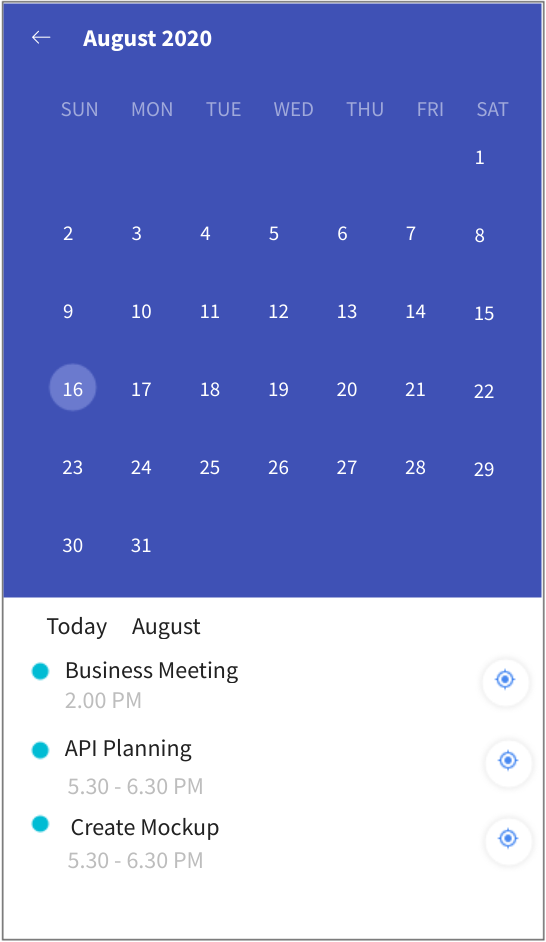 August 2020
SUN MON TUE WED THU FRI SAT
1
2 3 4 5 6 7 8
9 10 11 12 13 14 15
16 17 18 19 20 21 22
23 24 25 26 27 28 29
30 31
Today August
Business Meeting
2.00 PM
API Planning
5.30 - 6.30 PM
Create Mockup
5.30 - 6.30 PM